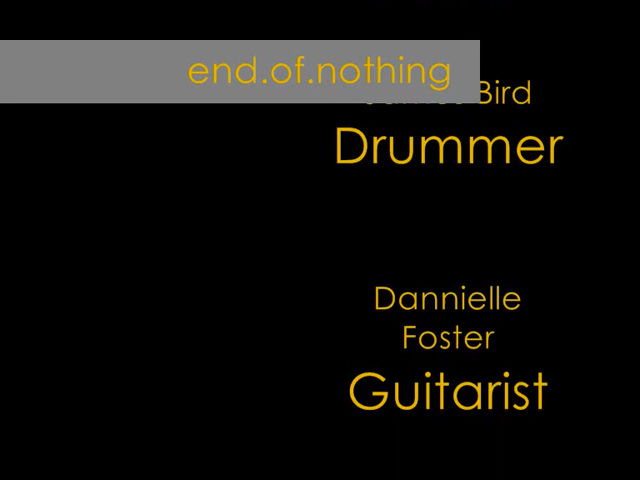 end.of.nothing
Bird
Drummer
Dannielle
Foster
Guitarist